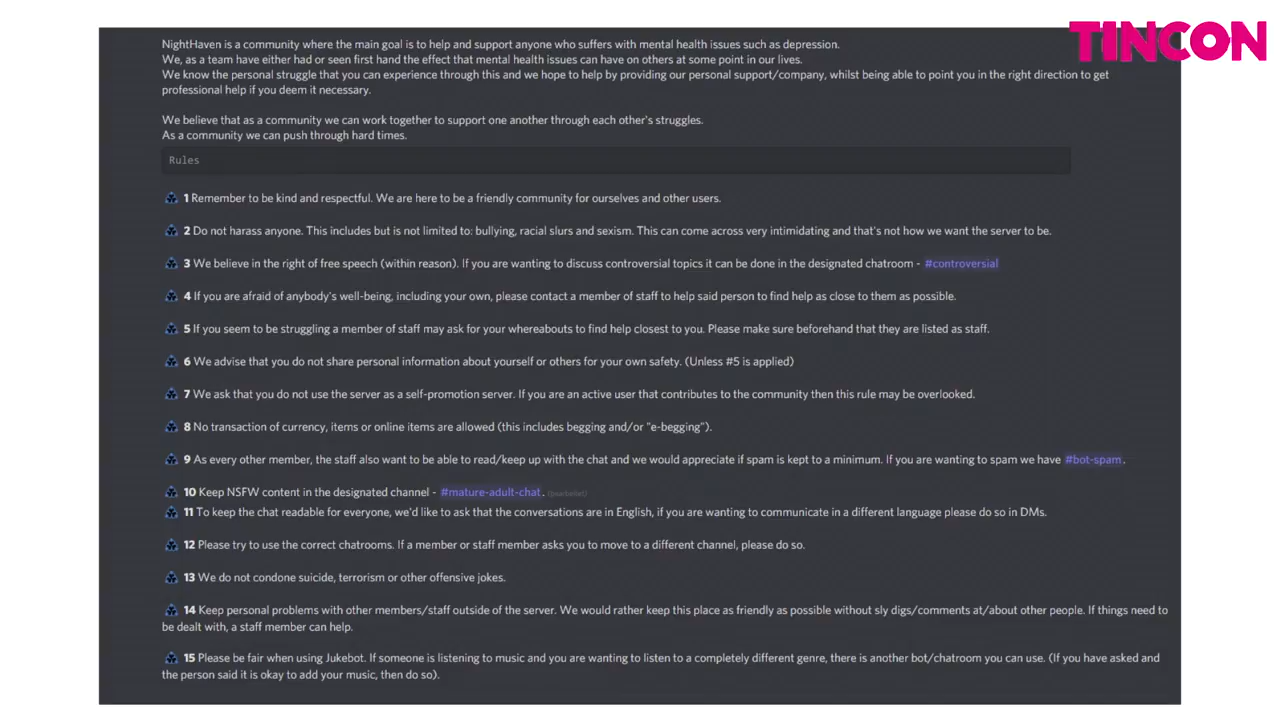 TINCON
NightHaven is a community where the main goal is to help and support anyone who suffers with mental health issues such as depression.
We, as a team have either had or seen first hand the effect that mental health issues can have on others at some point in our lives.
We know the personal struggle that you can experience through this and we hope to help by providing our personal support/company, whilst being able to point you in the right direction to get
professional help if you deem it necessary.
We believe that as a community we can work together to support one another through each other's struggles.
As a community we can push through hard times.
Rules
1 Remember to be kind and respectful. We are here to be a friendly community for ourselves and other users.
2 Do not harass anyone. This includes but is not limited to: bullying, racial slurs and sexism. This can come across very intimidating and that's not how we want the server to be.
3 We believe in the right of free speech (within reason). If you are wanting to discuss controversial topics it can be done in the designated chatroom - #controversial
4 If you are afraid of anybody's well-being, including your own, please contact a member of staff to help said person to find help as close to them as possible.
5 If you seem to be struggling a member of staff may ask for your whereabouts to find help closest to you. Please make sure beforehand that they are listed as staff.
6 We advise that you do not share personal information about yourself or others for your own safety. (Unless #5 is applied)
7 We ask that you do not use the server as a self-promotion server. If you are an active user that contributes to the community then this rule may be overlooked.
8 No transaction of currency, items or online items are allowed (this includes begging and/or "e-begging").
9 As every other member, the staff also want to be able to read/keep up with the chat and we would appreciate if spam is kept to a minimum. If you are wanting to spam we have #bot-spam.
10 Keep NSFW content in the designated channel - #mature-adult-chat.
11 To keep the chat readable for everyone, we'd like to ask that the conversations are in English, if you are wanting to communicate in a different language please do so in DMs.
12 Please try to use the correct chatrooms. If a member or staff member asks you to move to a different channel, please do so.
13 We do not condone suicide, terrorism or other offensive jokes.
14 Keep personal problems with other members/staff outside of the server. We would rather keep this place as friendly as possible without sly digs/comments at/about other people. If things need to
be dealt with, a staff member can help.
15 Please be fair when using Jukebot. If someone is listening to music and you are wanting to listen to a completely different genre, there is another bot/chatroom you can use. (If you have asked and
the person said it is okay to add your music, then do so).